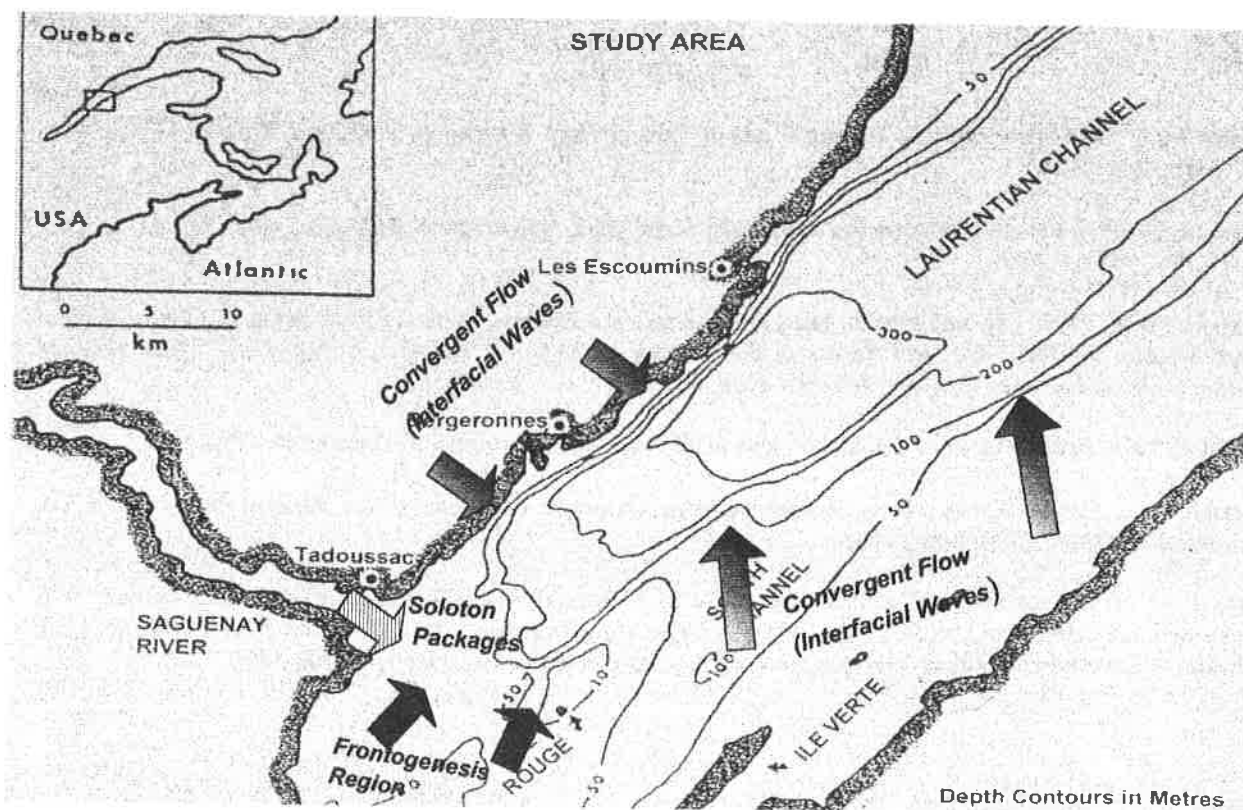 STUDY AREA
Quebec
USA
Atlantic
0 5 10
km
50
LAURENTIAN CHANNEL
Les Escoumins
Convergent Flow
(Interfacial Waves)
300
200
100
50
Tadoussac
SAGUENAY
RIVER
Soloton
Packages
Convergent Flow
(Interfacial Waves)
100
50
10
Frontogenesis
Region
ROUGE
50
ILE VERTE
Depth Contours in Metres